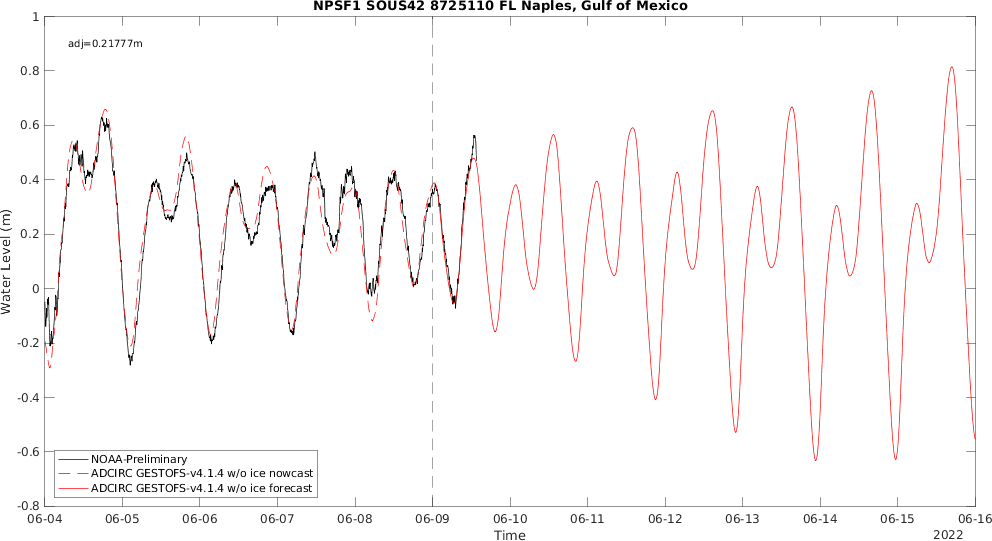 NPSF1 SOUS42 8725110 FL Naples, Gulf of Mexico
adj=0.21777m
1
0.8
0.6
0.4
0.2
0
-0.2
-0.4
-0.6
-0.8
Water Level (m)
NOAA-Preliminary
ADCIRC GESTOFS-v4.1.4 w/o ice nowcast
ADCIRC GESTOFS-v4.1.4 w/o ice forecast
06-04 06-05 06-06 06-07 06-08 06-09 06-10 06-11 06-12 06-13 06-14 06-15 06-16
Time
2022